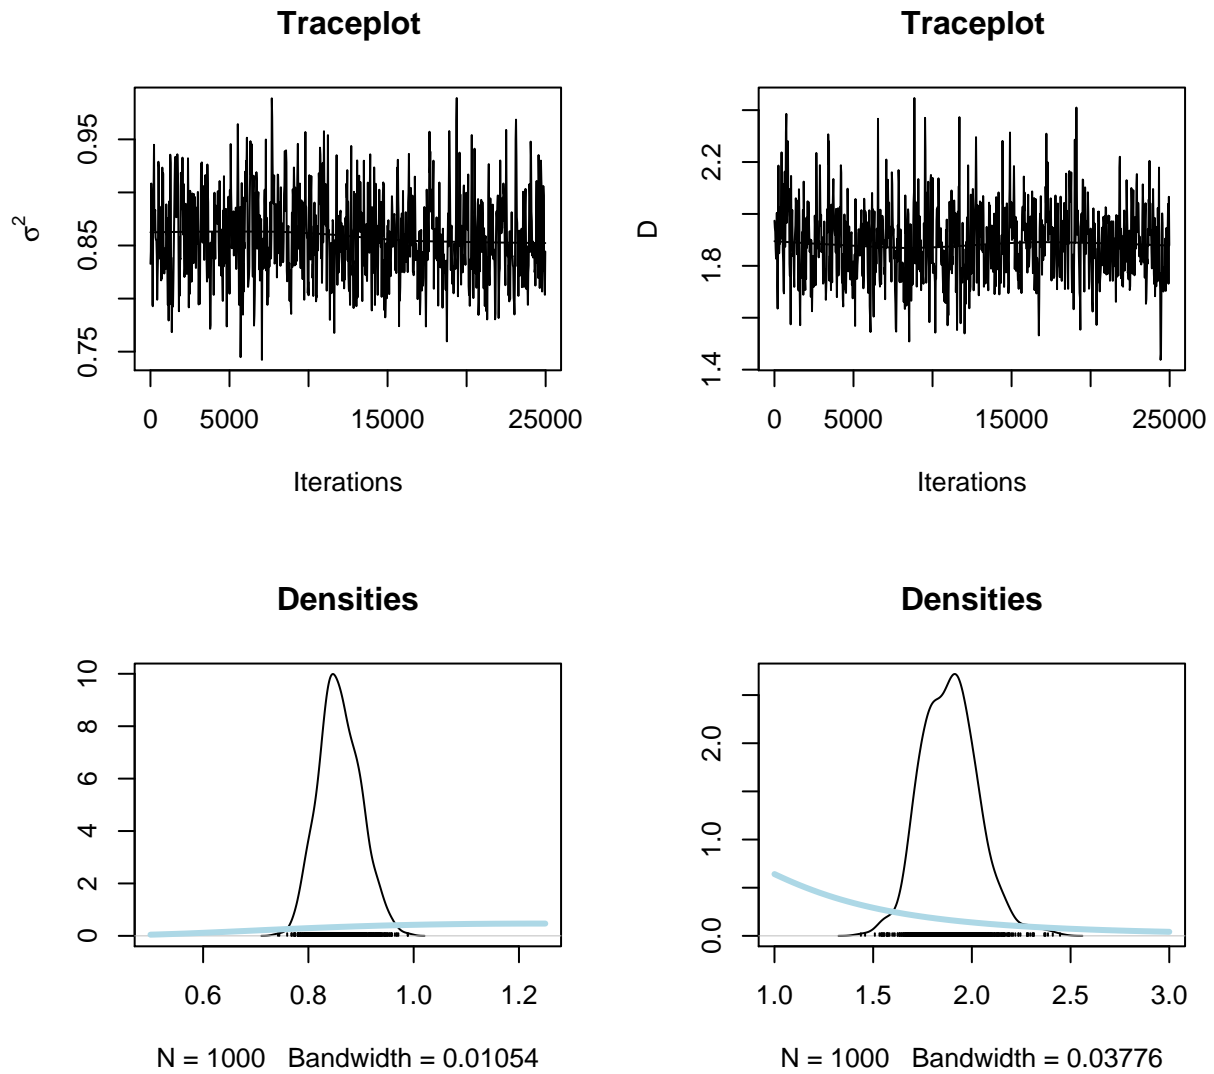 Traceplot
σ²
0.75 0.85 0.95
0 5000 15000 25000
Iterations
Traceplot
D
1.4 1.8 2.2
0 5000 15000 25000
Iterations
Densities
0 2 4 6 8 10
0.6 0.8 1.0 1.2
N = 1000 Bandwidth = 0.01054
Densities
0.0 1.0 2.0
1.0 1.5 2.0 2.5 3.0
N = 1000 Bandwidth = 0.03776